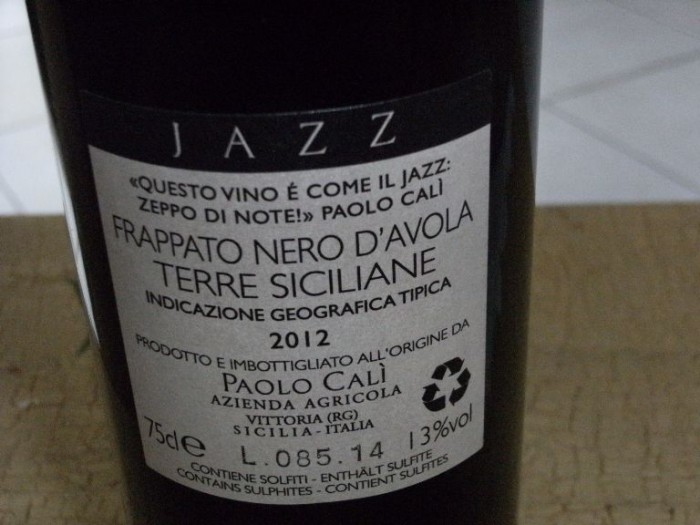 JAZZ
«QUESTO VINO É COME IL JAZZ:
ZEPPO DI NOTE!» PAOLO CALÌ
FRAPPATO NERO D'AVOLA
TERRE SICILIANE
INDICAZIONE GEOGRAFICA TIPICA
2012
PRODOTTO E IMBOTTIGLIATO ALL'ORIGINE DA
PAOLO CALÌ
AZIENDA AGRICOLA
VITTORIA (RG)
SICILIA - ITALIA
75cl e L.085.14 13%vol
CONTIENE SOLFITI - ENTHÄLT SULFITE
CONTAINS SULPHITES - CONTIENT SULFITES